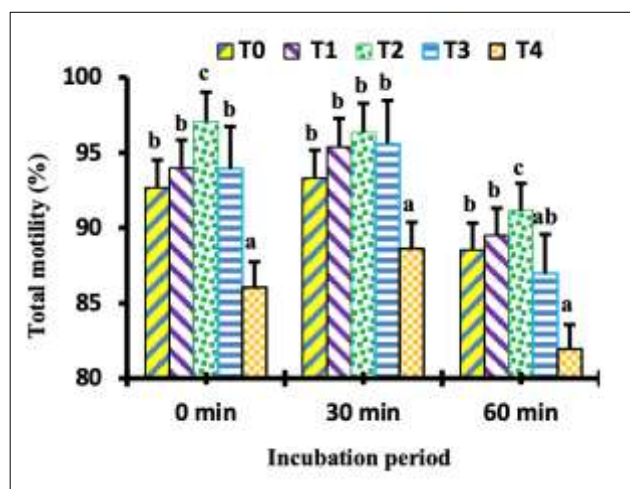 T0 T1 T2 T3 T4
100
95
90
85
80
Total motility (%)
b b c b a
b b b b a
b b c ab a
0 min 30 min 60 min
Incubation period